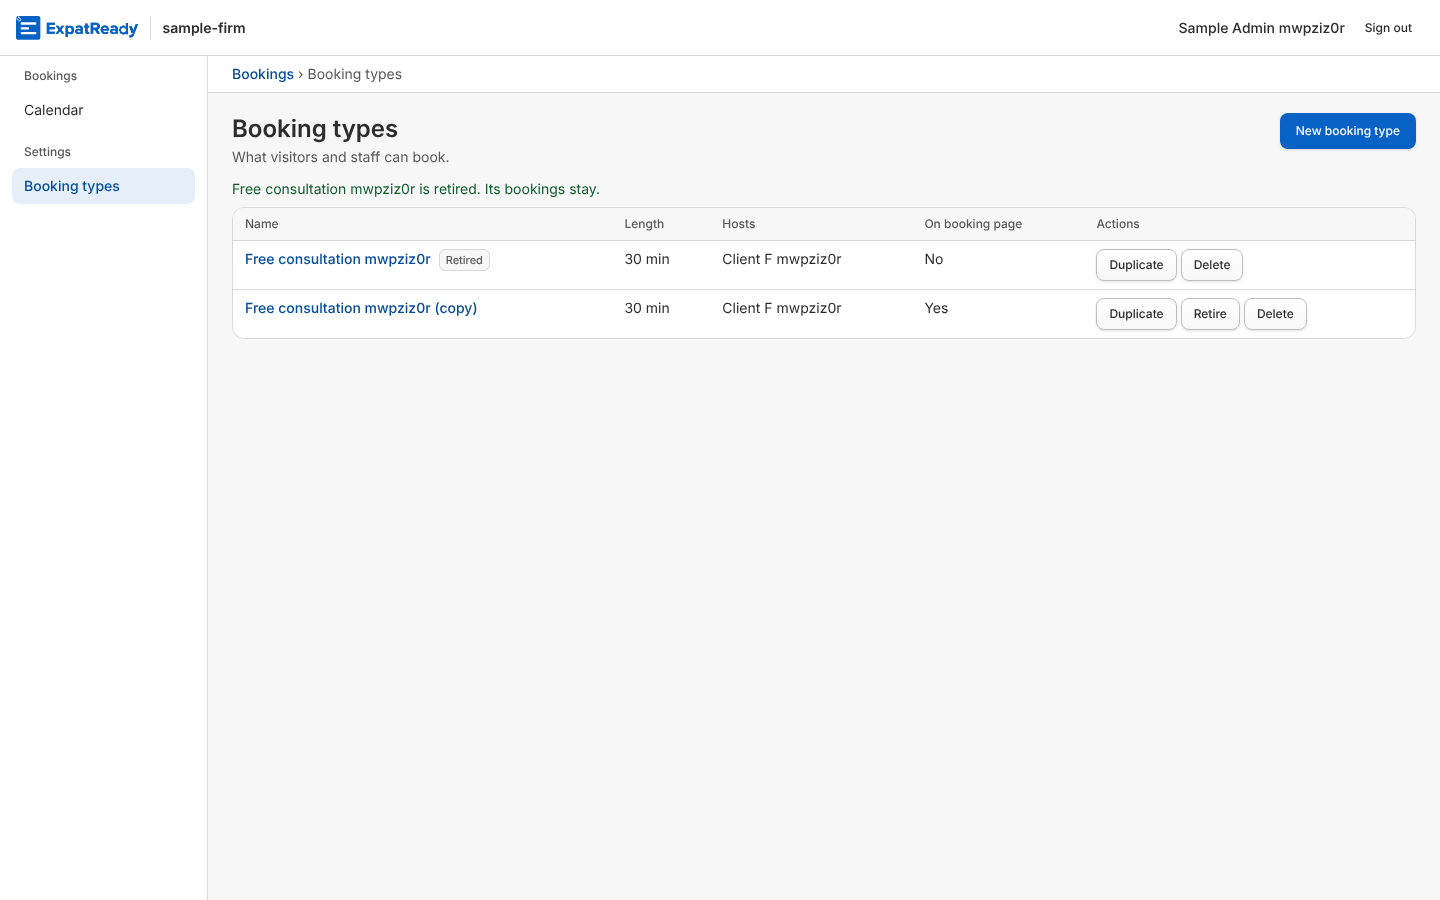 ExpatReady sample-firm Sample Admin mwpziz0r Sign out
Bookings
Calendar
Settings
Booking types
Bookings › Booking types
Booking types
New booking type
What visitors and staff can book.
Free consultation mwpziz0r is retired. Its bookings stay.
Name Length Hosts On booking page Actions
Free consultation mwpziz0r Retired 30 min Client F mwpziz0r No Duplicate Delete
Free consultation mwpziz0r (copy) 30 min Client F mwpziz0r Yes Duplicate Retire Delete